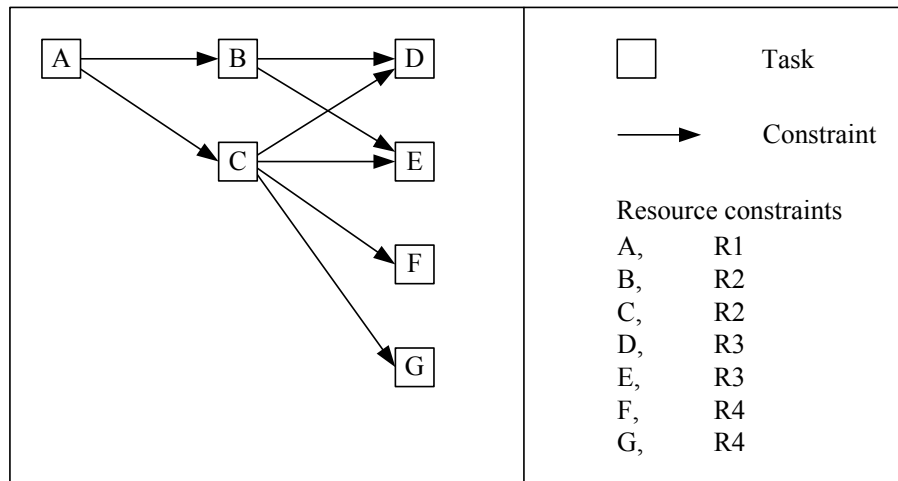 A
B
D
C
E
F
G
Task
Constraint
Resource constraints
A, R1
B, R2
C, R2
D, R3
E, R3
F, R4
G, R4